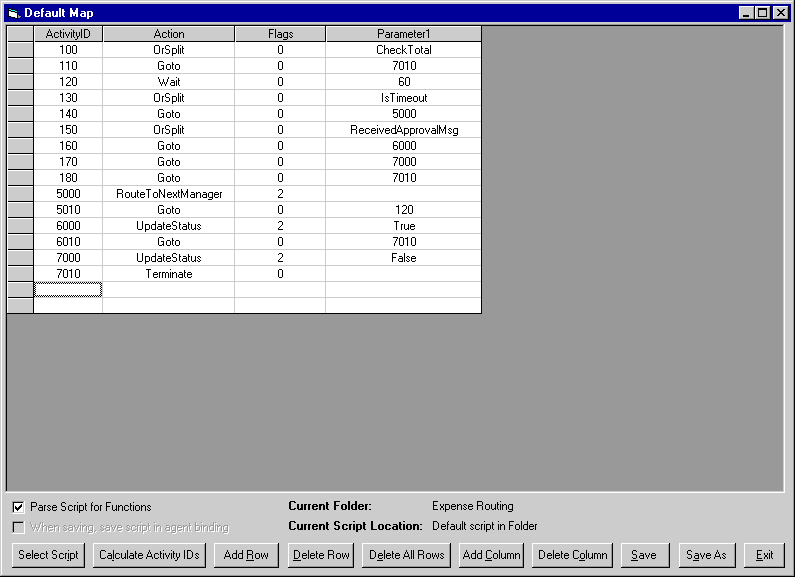 Default Map
ActivityID Action Flags Parameter1
100 OrSplit 0 CheckTotal
110 Goto 0 7010
120 Wait 0 60
130 OrSplit 0 IsTimeout
140 Goto 0 5000
150 OrSplit 0 ReceivedApprovalMsg
160 Goto 0 6000
170 Goto 0 7000
180 Goto 0 7010
5000 RouteToNextManager 2
5010 Goto 0 120
6000 UpdateStatus 2 True
6010 Goto 0 7010
7000 UpdateStatus 2 False
7010 Terminate 0
Parse Script for Functions Current Folder: Expense Routing
When saving, save script in agent binding Current Script Location: Default script in Folder
Select Script Calculate Activity IDs Add Row Delete Row Delete All Rows Add Column Delete Column Save Save As Exit